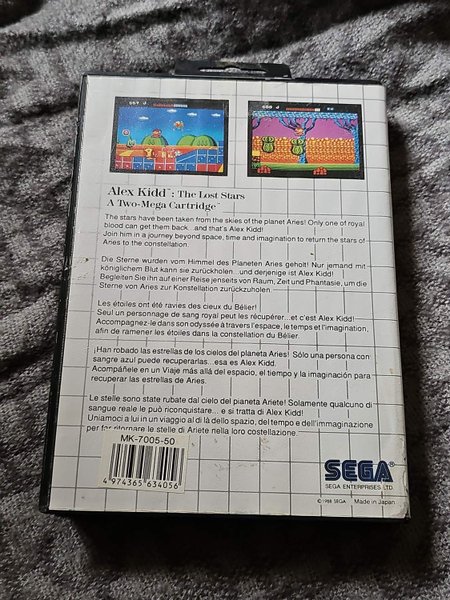 Alex Kidd™: The Lost Stars
A Two-Mega Cartridge™
The stars have been taken from the skies of the planet Aries! Only one of royal
blood can get them back...and that's Alex Kidd!
Join him in a journey beyond space, time and imagination to return the stars of
Aries to the constellation.
Die Sterne wurden vom Himmel des Planeten Aries geholt! Nur jemand mit
königlichem Blut kann sie zurückholen - und derjenige ist Alex Kidd!
Begleiten Sie ihn auf einer Reise jenseits von Raum, Zeit und Phantasie, um die
Sterne von Aries zur Konstellation zurückzuholen.
Les étoiles ont été ravies des cieux du Bélier!
Seul un personnage de sang royal peut les récupérer...et c'est Alex Kidd!
Accompagnez-le dans son odyssée à travers l'espace, le temps et l'imagination,
afin de ramener les étoiles dans la constellation du Bélier.
¡Han robado las estrellas de los cielos del planeta Aries! Sólo una persona con
sangre azul puede recuperarlas...esa es Alex Kidd.
Acompáñele en un Viaje más allá del espacio, el tiempo y la imaginación para
recuperar las estrellas de Aries.
Le stelle sono state rubate dal cielo del pianeta Ariete! Solamente qualcuno di
sangue reale le può riconquistare... e si tratta di Alex Kidd!
Uniamoci a lui in un viaggio al di là dello spazio, del tempo e dell'immaginazione
per far ritornare le stelle di Ariete nella loro costellazione.
MK-7005-50
4 974365 634056
SEGA
SEGA ENTERPRISES LTD.
© 1988 SEGA Made in Japan